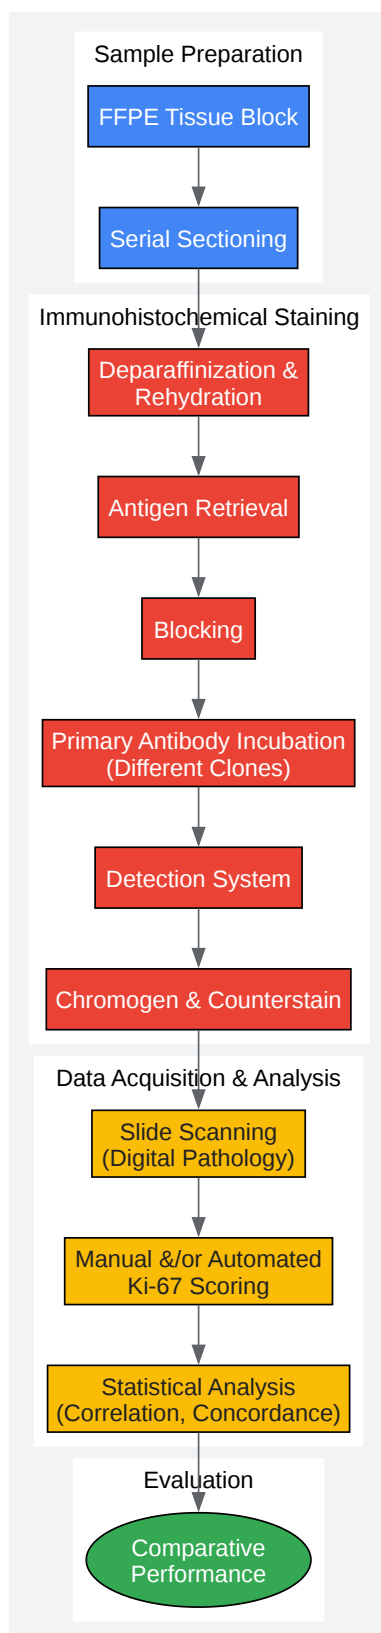 Sample Preparation
FFPE Tissue Block
Serial Sectioning
Immunohistochemical Staining
Deparaffinization &
Rehydration
Antigen Retrieval
Blocking
Primary Antibody Incubation
(Different Clones)
Detection System
Chromogen & Counterstain
Data Acquisition & Analysis
Slide Scanning
(Digital Pathology)
Manual &/or Automated
Ki-67 Scoring
Statistical Analysis
(Correlation, Concordance)
Evaluation
Comparative
Performance